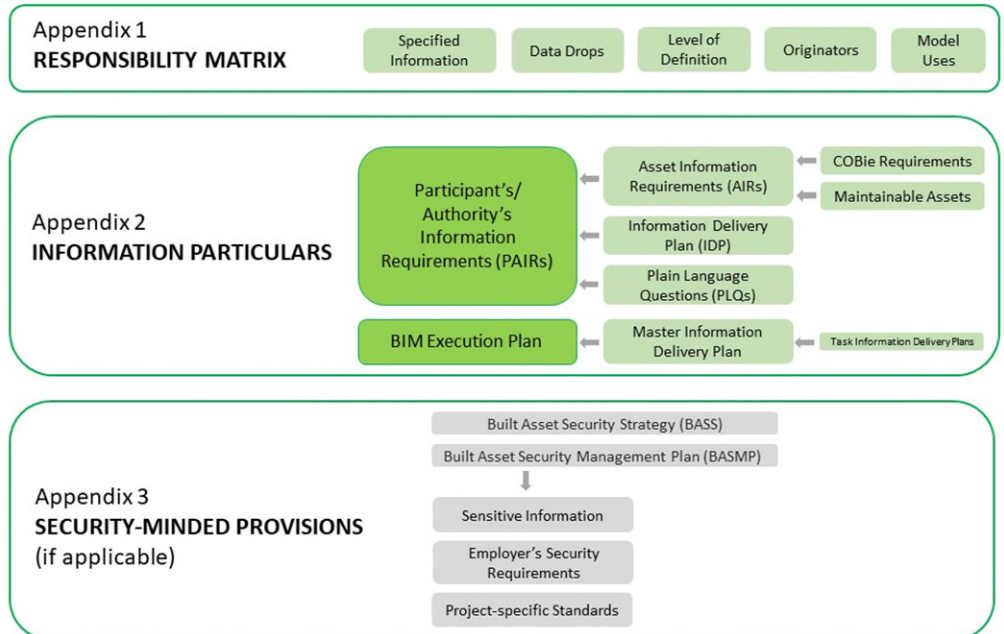 Appendix 1
RESPONSIBILITY MATRIX
Specified
Information
Data Drops
Level of
Definition
Originators
Model
Uses
Appendix 2
INFORMATION PARTICULARS
Participant's/
Authority's
Information
Requirements (PAIRs)
Asset Information
Requirements (AIRs)
COBie Requirements
Maintainable Assets
Information Delivery
Plan (IDP)
Plain Language
Questions (PLQs)
BIM Execution Plan
Master Information
Delivery Plan
Task Information Delivery Plans
Appendix 3
SECURITY-MINDED PROVISIONS
(if applicable)
Built Asset Security Strategy (BASS)
Built Asset Security Management Plan (BASMP)
Sensitive Information
Employer's Security
Requirements
Project-specific Standards